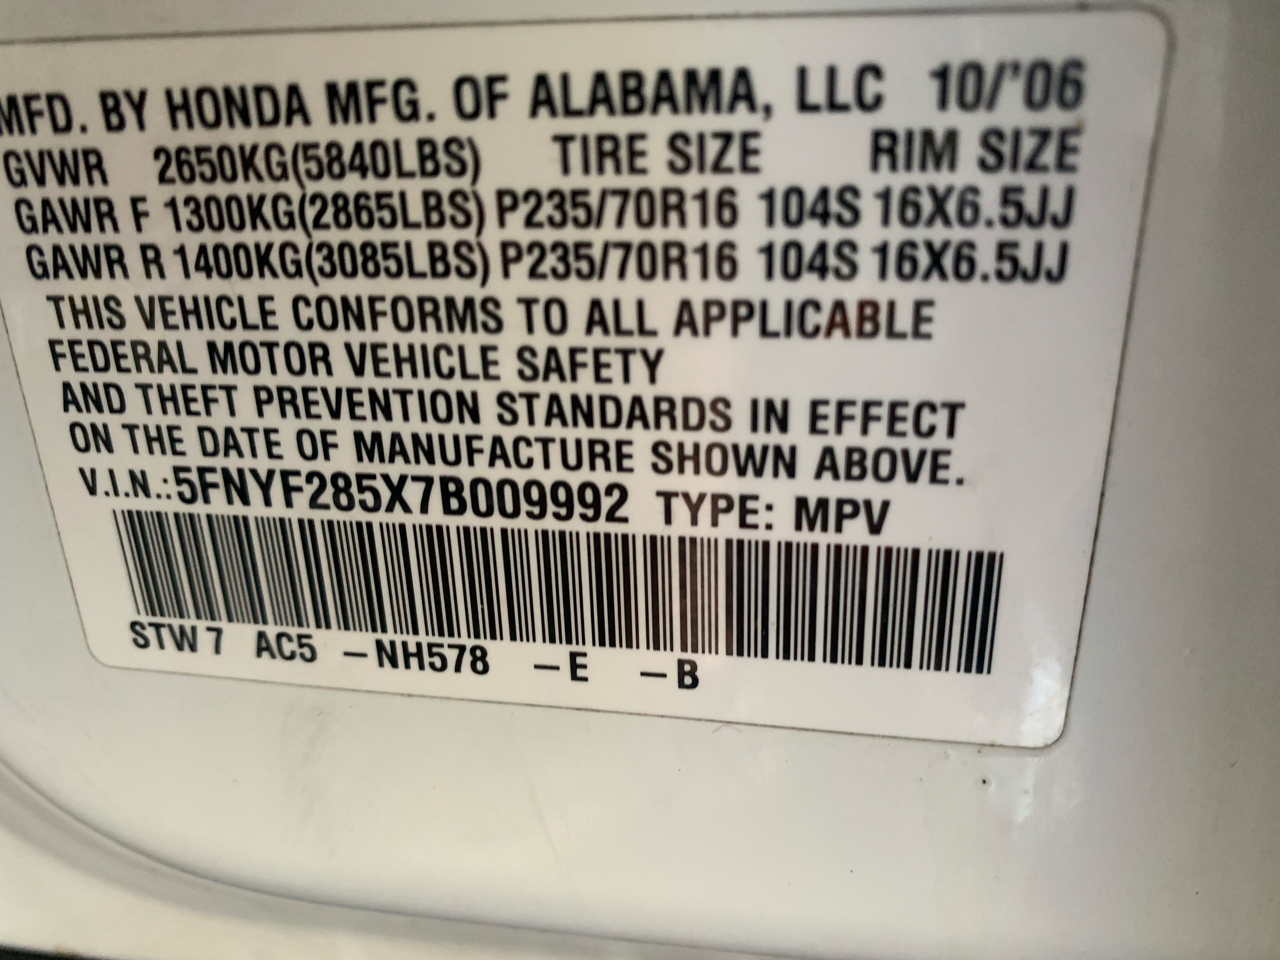 MFD. BY HONDA MFG. OF ALABAMA, LLC 10/'06
GVWR 2650KG(5840LBS) TIRE SIZE RIM SIZE
GAWR F 1300KG(2865LBS) P235/70R16 104S 16X6.5JJ
GAWR R 1400KG(3085LBS) P235/70R16 104S 16X6.5JJ
THIS VEHICLE CONFORMS TO ALL APPLICABLE
FEDERAL MOTOR VEHICLE SAFETY
AND THEFT PREVENTION STANDARDS IN EFFECT
ON THE DATE OF MANUFACTURE SHOWN ABOVE.
V.I.N.:5FNYF285X7B009992 TYPE: MPV
STW7 AC5 –NH578 –E –B